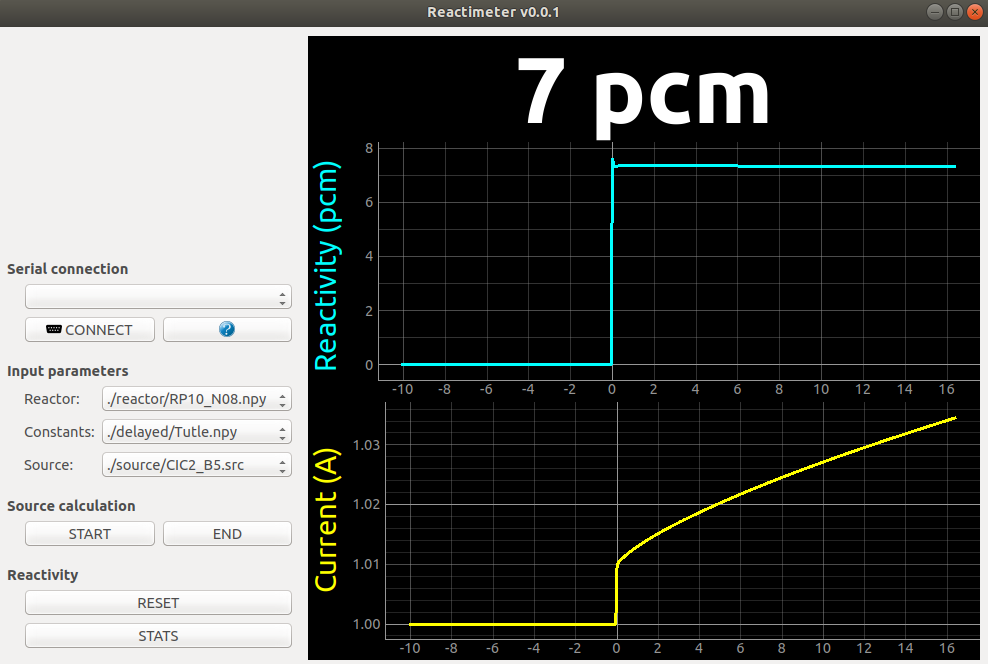 Reactimeter v0.0.1
Serial connection
CONNECT ?
Input parameters
Reactor: ./reactor/RP10_N08.npy
Constants: ./delayed/Tutle.npy
Source: ./source/CIC2_B5.src
Source calculation
START END
Reactivity
RESET
STATS
7 pcm
Reactivity (pcm)
8
6
4
2
0
-10 -8 -6 -4 -2 0 2 4 6 8 10 12 14 16
Current (A)
1.03
1.02
1.01
1.00
-10 -8 -6 -4 -2 0 2 4 6 8 10 12 14 16